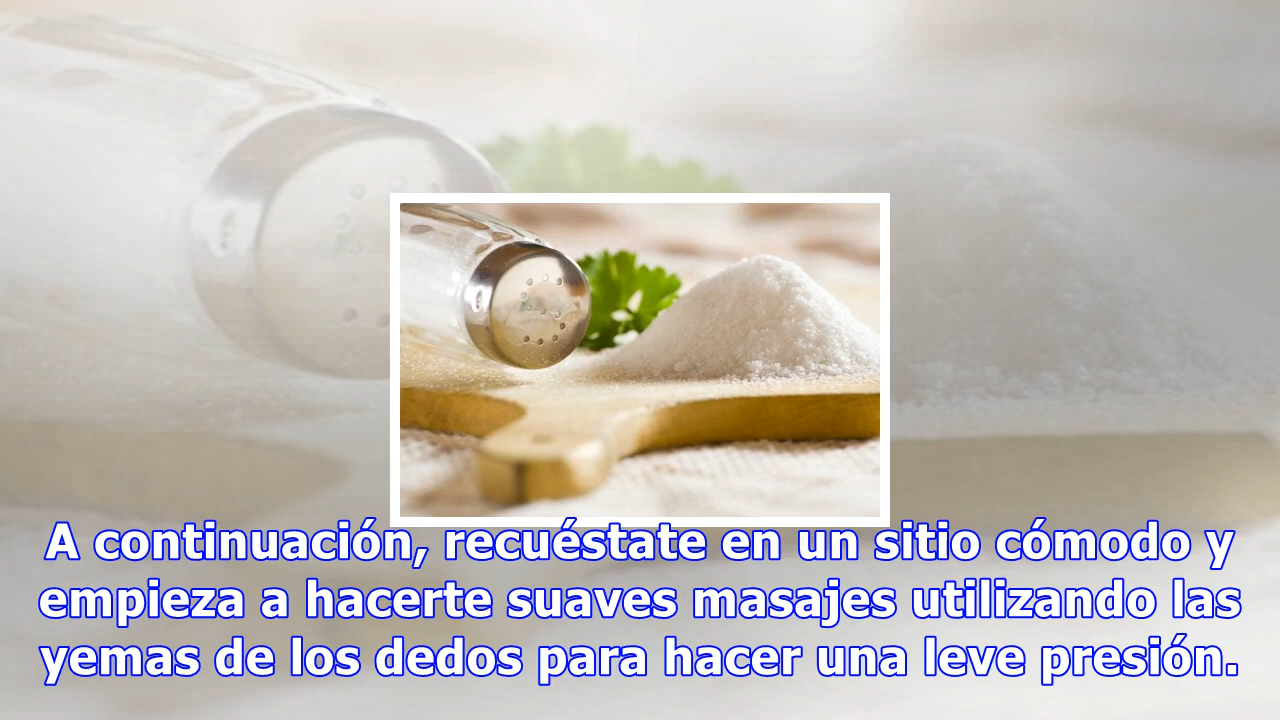 A continuación, recuéstate en un sitio cómodo y
empieza a hacerte suaves masajes utilizando las
yemas de los dedos para hacer una leve presión.